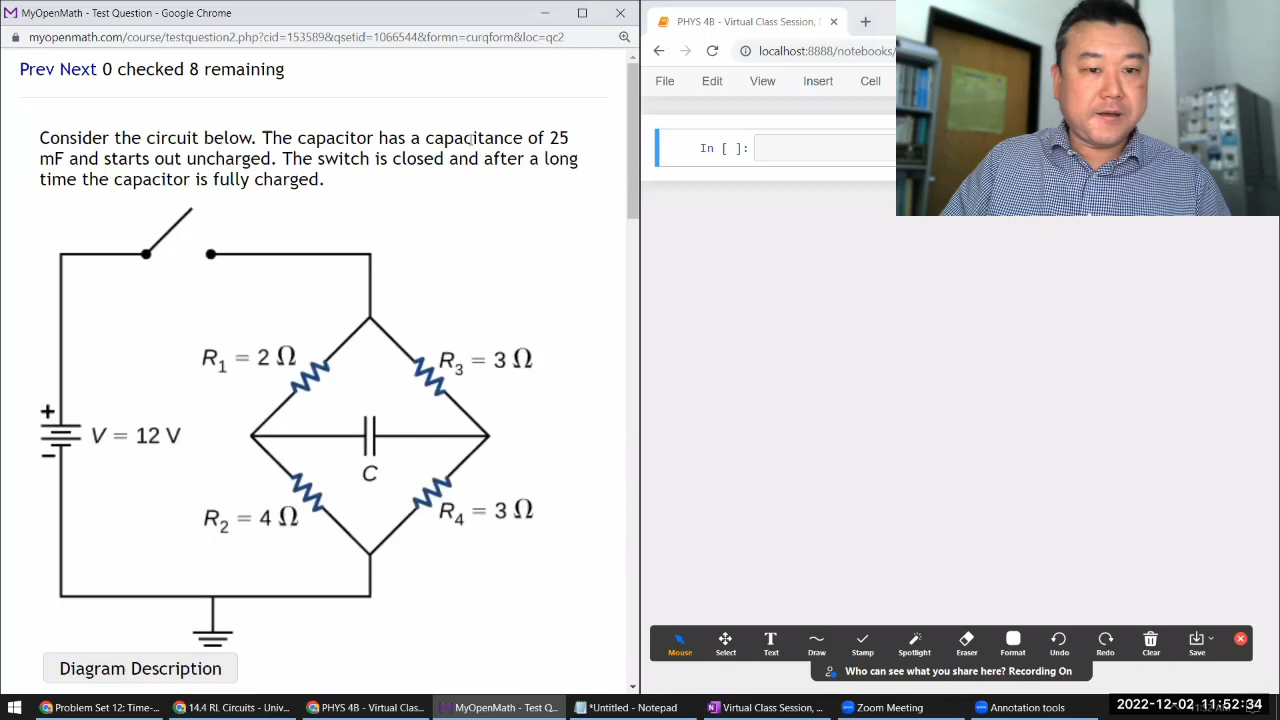 MyOpenMath - Test Question - Google Chrome
myopenmath.com/course/testquestion2.php?cid=153589&qsetid=1066544&formn=curqform&loc=qc2
Prev Next 0 checked 8 remaining
Consider the circuit below. The capacitor has a capacitance of 25
mF and starts out uncharged. The switch is closed and after a long
time the capacitor is fully charged.
R1 = 2 Ω
R3 = 3 Ω
+
V = 12 V
-
C
R2 = 4 Ω
R4 = 3 Ω
Diagram Description
PHYS 4B - Virtual Class Session,
localhost:8888/notebooks/
File Edit View Insert Cell
In [ ]:
Mouse Select Text Draw Stamp Spotlight Eraser Format Undo Redo Clear Save
Who can see what you share here? Recording On
Problem Set 12: Time-...
14.4 RL Circuits - Univ...
PHYS 4B - Virtual Clas...
MyOpenMath - Test Q...
*Untitled - Notepad
Virtual Class Session,...
Zoom Meeting
Annotation tools
2022-12-02 11:52:34